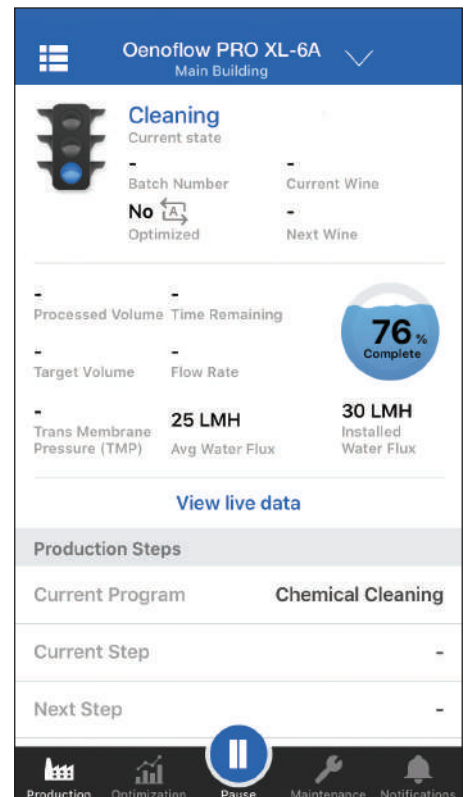 Oenoflow PRO XL-6A
Main Building
Cleaning
Current state
- -
Batch Number Current Wine
No A -
Optimized Next Wine
- -
Processed Volume Time Remaining
76 %
Complete
- -
Target Volume Flow Rate
- 25 LMH 30 LMH
Trans Membrane Pressure (TMP) Avg Water Flux Installed Water Flux
View live data
Production Steps
Current Program Chemical Cleaning
Current Step -
Next Step -
Production Optimization Pause Maintenance Notifications